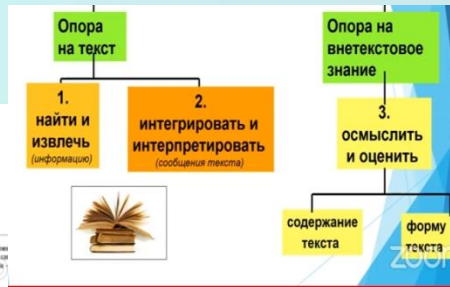 Опора
на текст
Опора на
внетекстовое
знание
1.
найти и
извлечь
(информацию)
2.
интегрировать и
интерпретировать
(сообщения текста)
3.
осмыслить
и оценить
содержание
текста
форму
текста
zoom